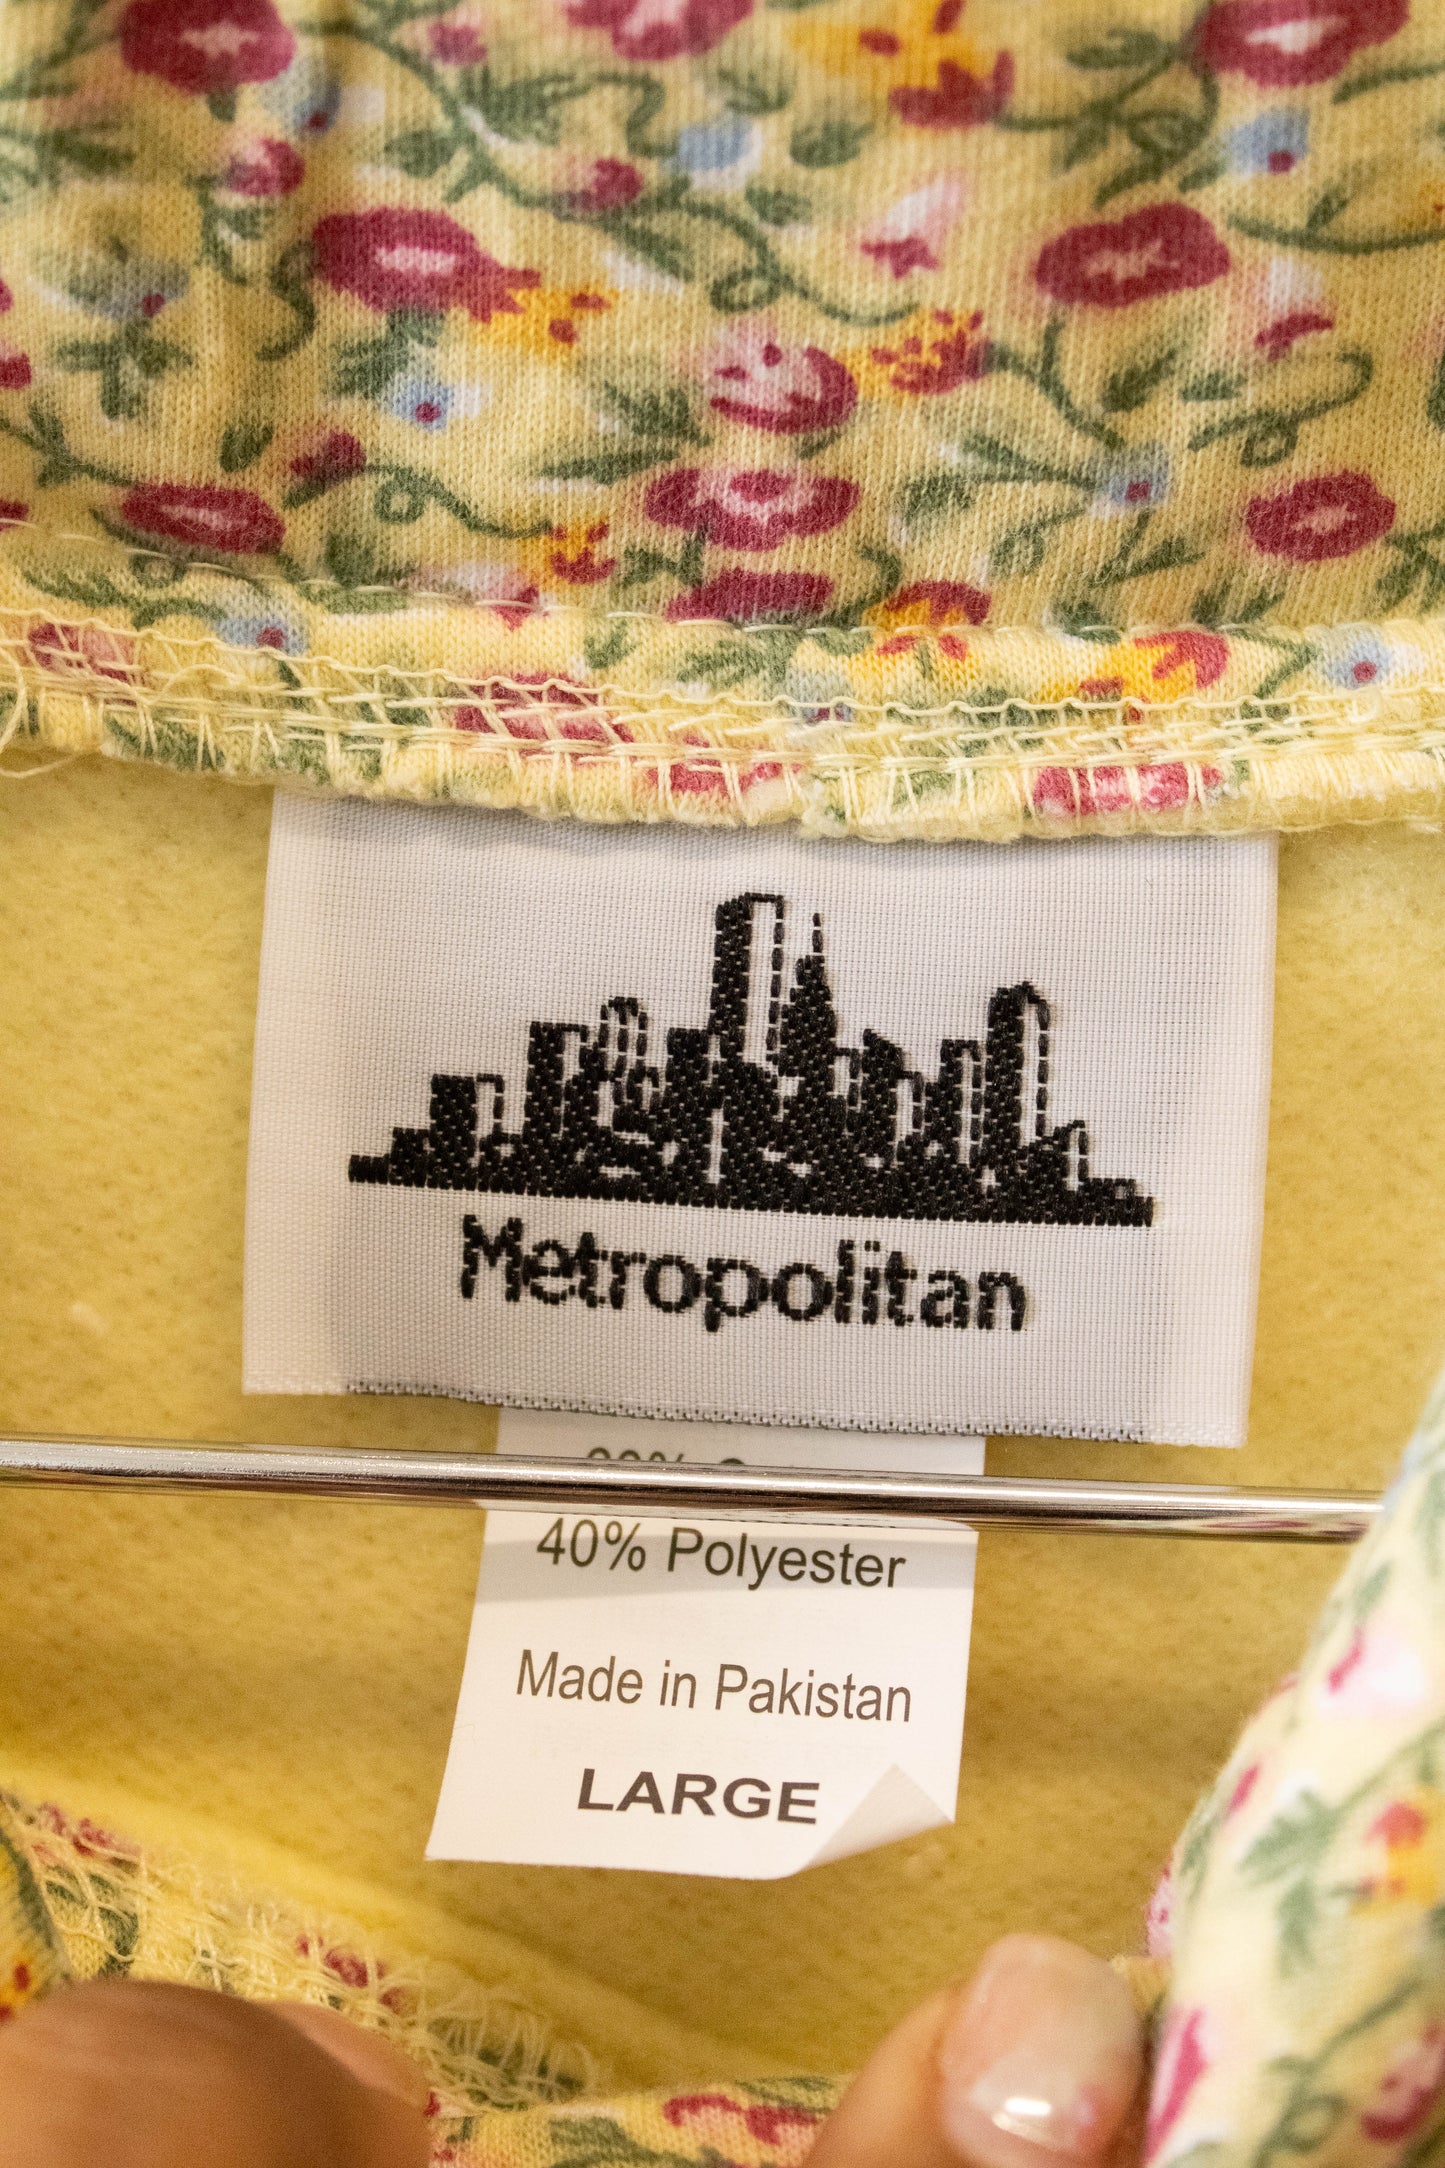 Metropolitan
40% Polyester
Made in Pakistan
LARGE